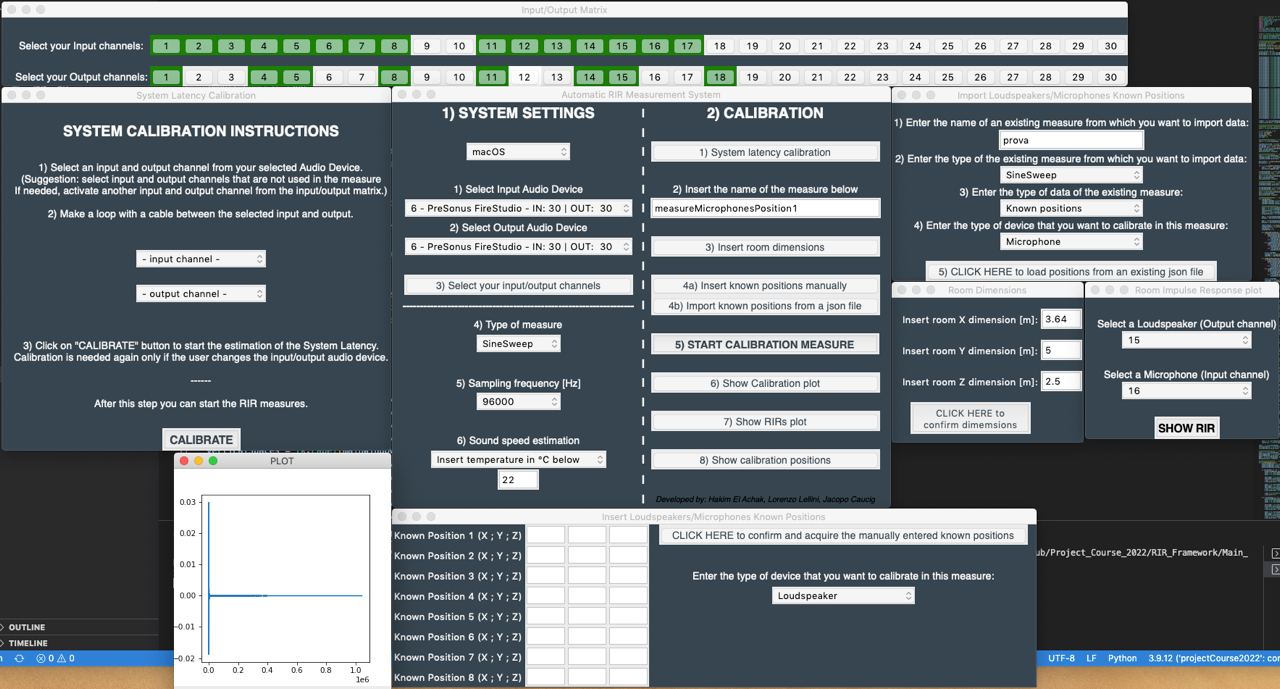 Input/Output Matrix
Select your Input channels: 1 2 3 4 5 6 7 8 9 10 11 12 13 14 15 16 17 18 19 20 21 22 23 24 25 26 27 28 29 30
Select your Output channels: 1 2 3 4 5 6 7 8 9 10 11 12 13 14 15 16 17 18 19 20 21 22 23 24 25 26 27 28 29 30
System Latency Calibration
SYSTEM CALIBRATION INSTRUCTIONS
1) Select an input and output channel from your selected Audio Device.
(Suggestion: select input and output channels that are not used in the measure
If needed, activate another input and output channel from the input/output matrix.)
2) Make a loop with a cable between the selected input and output.
- input channel -
- output channel -
3) Click on "CALIBRATE" button to start the estimation of the System Latency.
Calibration is needed again only if the user changes the input/output audio device.
------
After this step you can start the RIR measures.
CALIBRATE
Automatic RIR Measurement System
1) SYSTEM SETTINGS
macOS
1) Select Input Audio Device
6 - PreSonus FireStudio - IN: 30 | OUT: 30
2) Select Output Audio Device
6 - PreSonus FireStudio - IN: 30 | OUT: 30
3) Select your input/output channels
4) Type of measure
SineSweep
5) Sampling frequency [Hz]
96000
6) Sound speed estimation
Insert temperature in °C below
22
2) CALIBRATION
1) System latency calibration
2) Insert the name of the measure below
measureMicrophonesPosition1
3) Insert room dimensions
4a) Insert known positions manually
4b) Import known positions from a json file
5) START CALIBRATION MEASURE
6) Show Calibration plot
7) Show RIRs plot
8) Show calibration positions
Developed by: Hakim El Achak, Lorenzo Lellini, Jacopo Caucig
Import Loudspeakers/Microphones Known Positions
1) Enter the name of an existing measure from which you want to import data:
prova
2) Enter the type of the existing measure from which you want to import data:
SineSweep
3) Enter the type of data of the existing measure:
Known positions
4) Enter the type of device that you want to calibrate in this measure:
Microphone
5) CLICK HERE to load positions from an existing json file
Room Dimensions
Insert room X dimension [m]: 3.64
Insert room Y dimension [m]: 5
Insert room Z dimension [m]: 2.5
CLICK HERE to
confirm dimemsions
Room Impulse Response plot
Select a Loudspeaker (Output channel)
15
Select a Microphone (Input channel)
16
SHOW RIR
PLOT
0.03
0.02
0.01
0.00
−0.01
−0.02
0.0 0.2 0.4 0.6 0.8 1.0
1e6
Insert Loudspeakers/Microphones Known Positions
Known Position 1 (X ; Y ; Z)
Known Position 2 (X ; Y ; Z)
Known Position 3 (X ; Y ; Z)
Known Position 4 (X ; Y ; Z)
Known Position 5 (X ; Y ; Z)
Known Position 6 (X ; Y ; Z)
Known Position 7 (X ; Y ; Z)
Known Position 8 (X ; Y ; Z)
CLICK HERE to confirm and acquire the manually entered known positions
Enter the type of device that you want to calibrate in this measure:
Loudspeaker
ub/Project_Course_2022/RIR_Framework/Main_
OUTLINE
TIMELINE
0 0
UTF-8 LF Python 3.9.12 ('projectCourse2022': cor